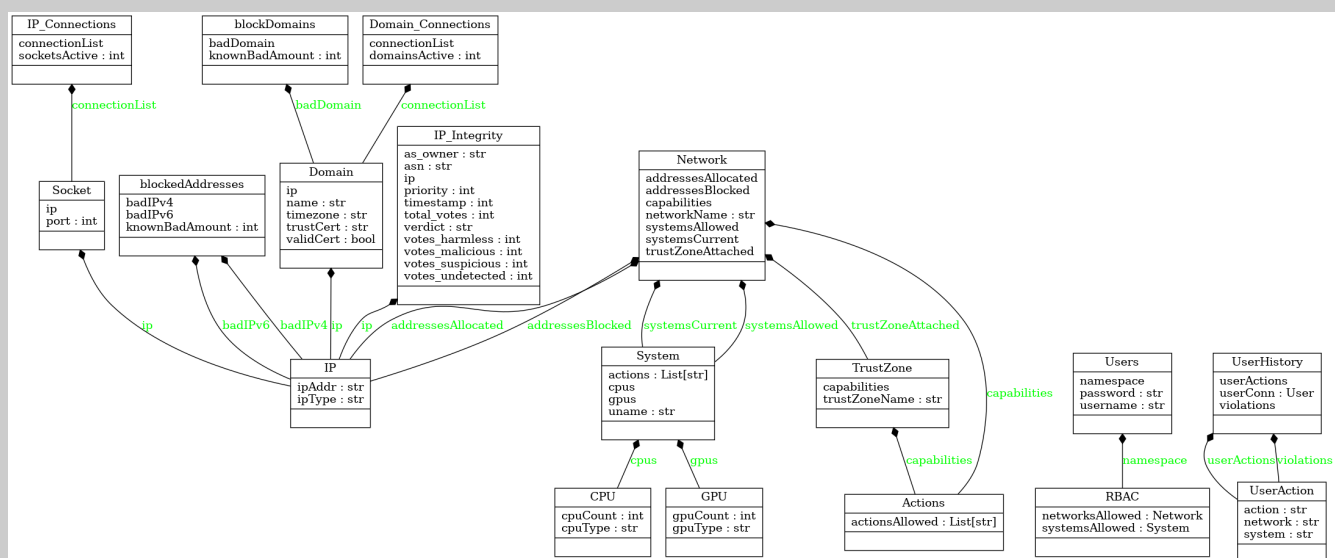 IP_Connections
connectionList
socketsActive : int
blockDomains
badDomain
knownBadAmount : int
Domain_Connections
connectionList
domainsActive : int
connectionList
badDomain
connectionList
IP_Integrity
as_owner : str
asn : str
ip
priority : int
timestamp : int
total_votes : int
verdict : str
votes_harmless : int
votes_malicious : int
votes_suspicious : int
votes_undetected : int
Network
addressesAllocated
addressesBlocked
capabilities
networkName : str
systemsAllowed
systemsCurrent
trustZoneAttached
Domain
ip
name : str
timezone : str
trustCert : str
validCert : bool
Socket
ip
port : int
blockedAddresses
badIPv4
badIPv6
knownBadAmount : int
ip
badIPv6
badIPv4
ip
ip
addressesAllocated
addressesBlocked
systemsCurrent
systemsAllowed
trustZoneAttached
IP
ipAddr : str
ipType : str
System
actions : List[str]
cpus
gpus
uname : str
TrustZone
capabilities
trustZoneName : str
capabilities
Users
namespace
password : str
username : str
UserHistory
userActions
userConn : User
violations
cpus
gpus
capabilities
namespace
userActions
violations
CPU
cpuCount : int
cpuType : str
GPU
gpuCount : int
gpuType : str
Actions
actionsAllowed : List[str]
RBAC
networksAllowed : Network
systemsAllowed : System
UserAction
action : str
network : str
system : str